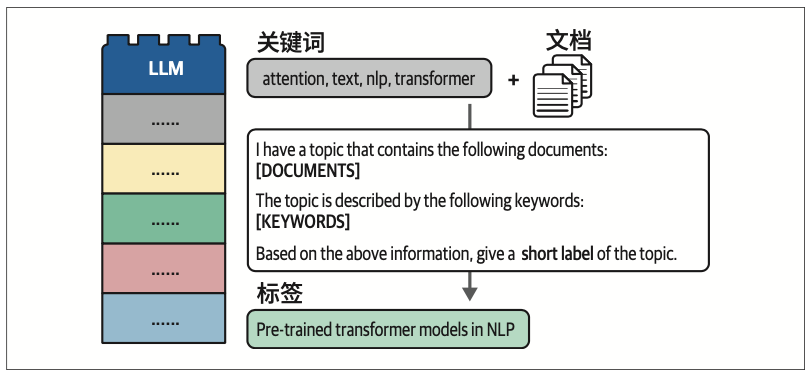 LLM
......
......
......
......
......
关键词
attention, text, nlp, transformer
+
文档
I have a topic that contains the following documents:
[DOCUMENTS]
The topic is described by the following keywords:
[KEYWORDS]
Based on the above information, give a short label of the topic.
标签
Pre-trained transformer models in NLP